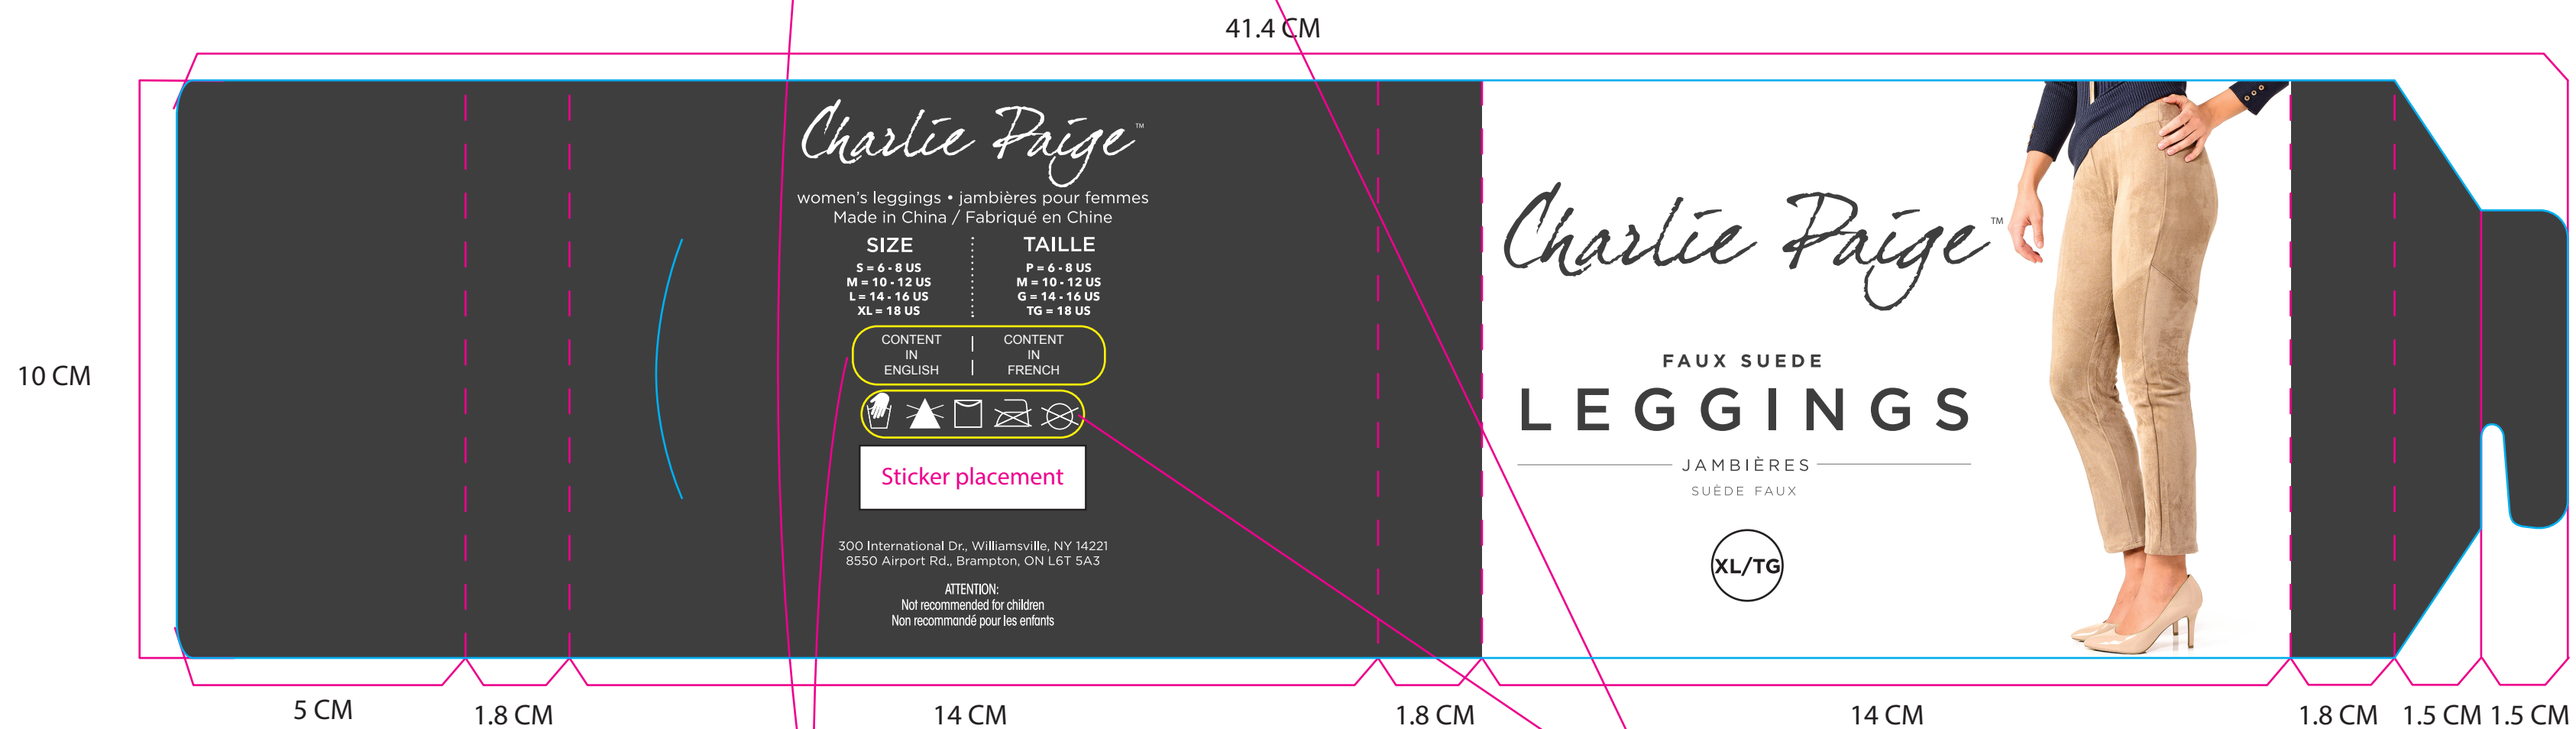 41.4 CM
10 CM
Charlie Paige™
women's leggings • jambières pour femmes
Made in China / Fabriqué en Chine
SIZE
S = 6 - 8 US
M = 10 - 12 US
L = 14 - 16 US
XL = 18 US
TAILLE
P = 6 - 8 US
M = 10 - 12 US
G = 14 - 16 US
TG = 18 US
CONTENT
IN
ENGLISH
CONTENT
IN
FRENCH
Sticker placement
300 International Dr., Williamsville, NY 14221
8550 Airport Rd., Brampton, ON L6T 5A3
ATTENTION:
Not recommended for children
Non recommandé pour les enfants
Charlie Paige™
FAUX SUEDE
LEGGINGS
JAMBIÈRES
SUÈDE FAUX
XL/TG
5 CM
1.8 CM
14 CM
1.8 CM
14 CM
1.8 CM
1.5 CM
1.5 CM